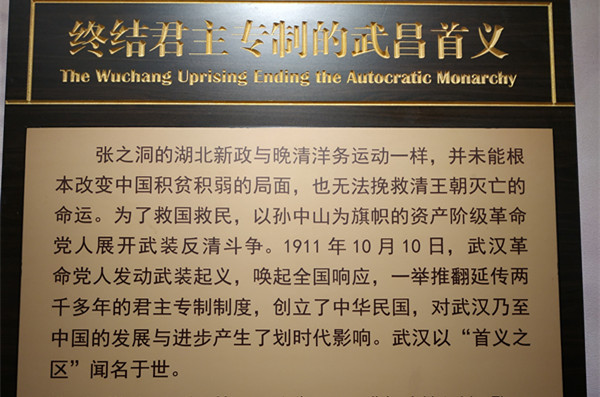 终结君主专制的武昌首义
The Wuchang Uprising Ending the Autocratic Monarchy
张之洞的湖北新政与晚清洋务运动一样，并未能根
本改变中国积贫积弱的局面，也无法挽救清王朝灭亡的
命运。为了救国救民，以孙中山为旗帜的资产阶级革命
党人展开武装反清斗争。1911 年 10 月 10 日，武汉革
命党人发动武装起义，唤起全国响应，一举推翻延传两
千多年的君主专制制度，创立了中华民国，对武汉乃至
中国的发展与进步产生了划时代影响。武汉以“首义之
区”闻名于世。